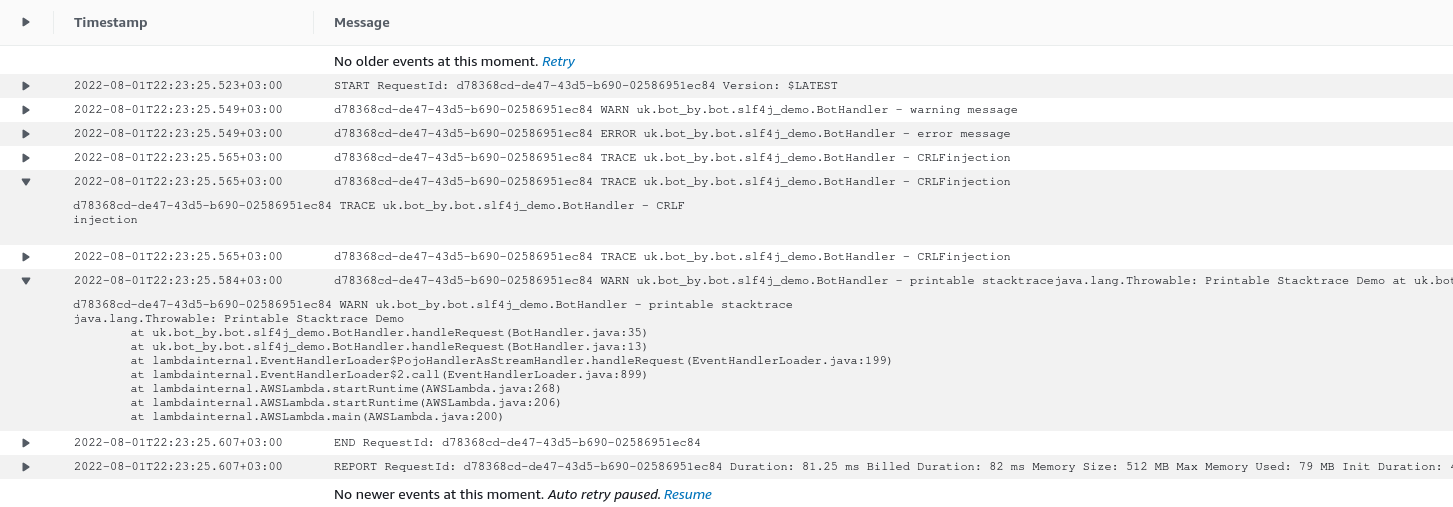 Timestamp Message
No older events at this moment. Retry
2022-08-01T22:23:25.523+03:00 START RequestId: d78368cd-de47-43d5-b690-02586951ec84 Version: $LATEST
2022-08-01T22:23:25.549+03:00 d78368cd-de47-43d5-b690-02586951ec84 WARN uk.bot_by.bot.slf4j_demo.BotHandler - warning message
2022-08-01T22:23:25.549+03:00 d78368cd-de47-43d5-b690-02586951ec84 ERROR uk.bot_by.bot.slf4j_demo.BotHandler - error message
2022-08-01T22:23:25.565+03:00 d78368cd-de47-43d5-b690-02586951ec84 TRACE uk.bot_by.bot.slf4j_demo.BotHandler - CRLFinjection
2022-08-01T22:23:25.565+03:00 d78368cd-de47-43d5-b690-02586951ec84 TRACE uk.bot_by.bot.slf4j_demo.BotHandler - CRLFinjection
d78368cd-de47-43d5-b690-02586951ec84 TRACE uk.bot_by.bot.slf4j_demo.BotHandler - CRLF
injection
2022-08-01T22:23:25.565+03:00 d78368cd-de47-43d5-b690-02586951ec84 TRACE uk.bot_by.bot.slf4j_demo.BotHandler - CRLFinjection
2022-08-01T22:23:25.584+03:00 d78368cd-de47-43d5-b690-02586951ec84 WARN uk.bot_by.bot.slf4j_demo.BotHandler - printable stacktracejava.lang.Throwable: Printable Stacktrace Demo at uk.bot
d78368cd-de47-43d5-b690-02586951ec84 WARN uk.bot_by.bot.slf4j_demo.BotHandler - printable stacktrace
java.lang.Throwable: Printable Stacktrace Demo
at uk.bot_by.bot.slf4j_demo.BotHandler.handleRequest(BotHandler.java:35)
at uk.bot_by.bot.slf4j_demo.BotHandler.handleRequest(BotHandler.java:13)
at lambdainternal.EventHandlerLoader$PojoHandlerAsStreamHandler.handleRequest(EventHandlerLoader.java:199)
at lambdainternal.EventHandlerLoader$2.call(EventHandlerLoader.java:899)
at lambdainternal.AWSLambda.startRuntime(AWSLambda.java:268)
at lambdainternal.AWSLambda.startRuntime(AWSLambda.java:206)
at lambdainternal.AWSLambda.main(AWSLambda.java:200)
2022-08-01T22:23:25.607+03:00 END RequestId: d78368cd-de47-43d5-b690-02586951ec84
2022-08-01T22:23:25.607+03:00 REPORT RequestId: d78368cd-de47-43d5-b690-02586951ec84 Duration: 81.25 ms Billed Duration: 82 ms Memory Size: 512 MB Max Memory Used: 79 MB Init Duration:
No newer events at this moment. Auto retry paused. Resume